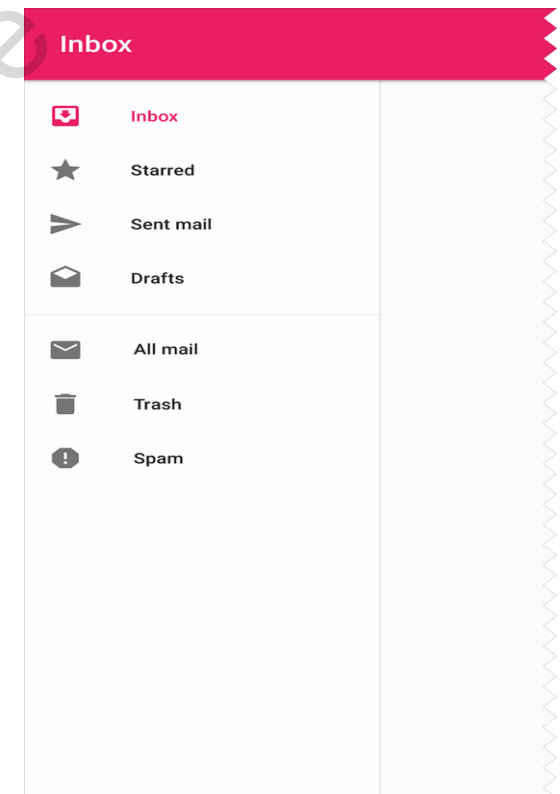 Inbox
Inbox
Starred
Sent mail
Drafts
All mail
Trash
Spam